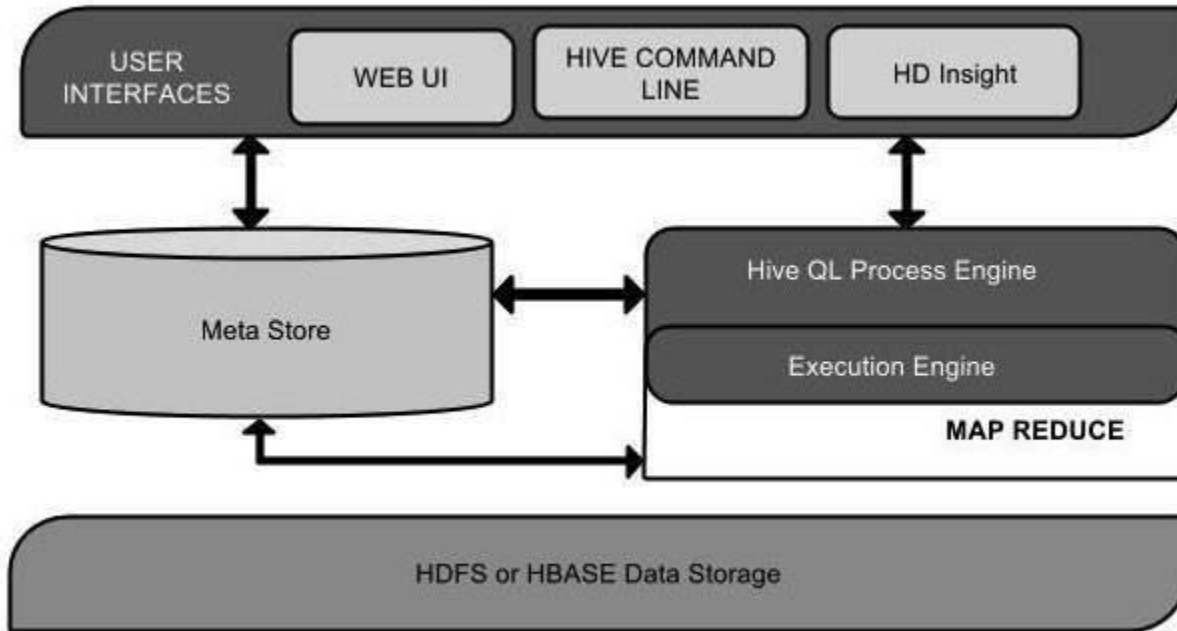 USER
INTERFACES
WEB UI
HIVE COMMAND
LINE
HD Insight
Meta Store
Hive QL Process Engine
Execution Engine
MAP REDUCE
HDFS or HBASE Data Storage